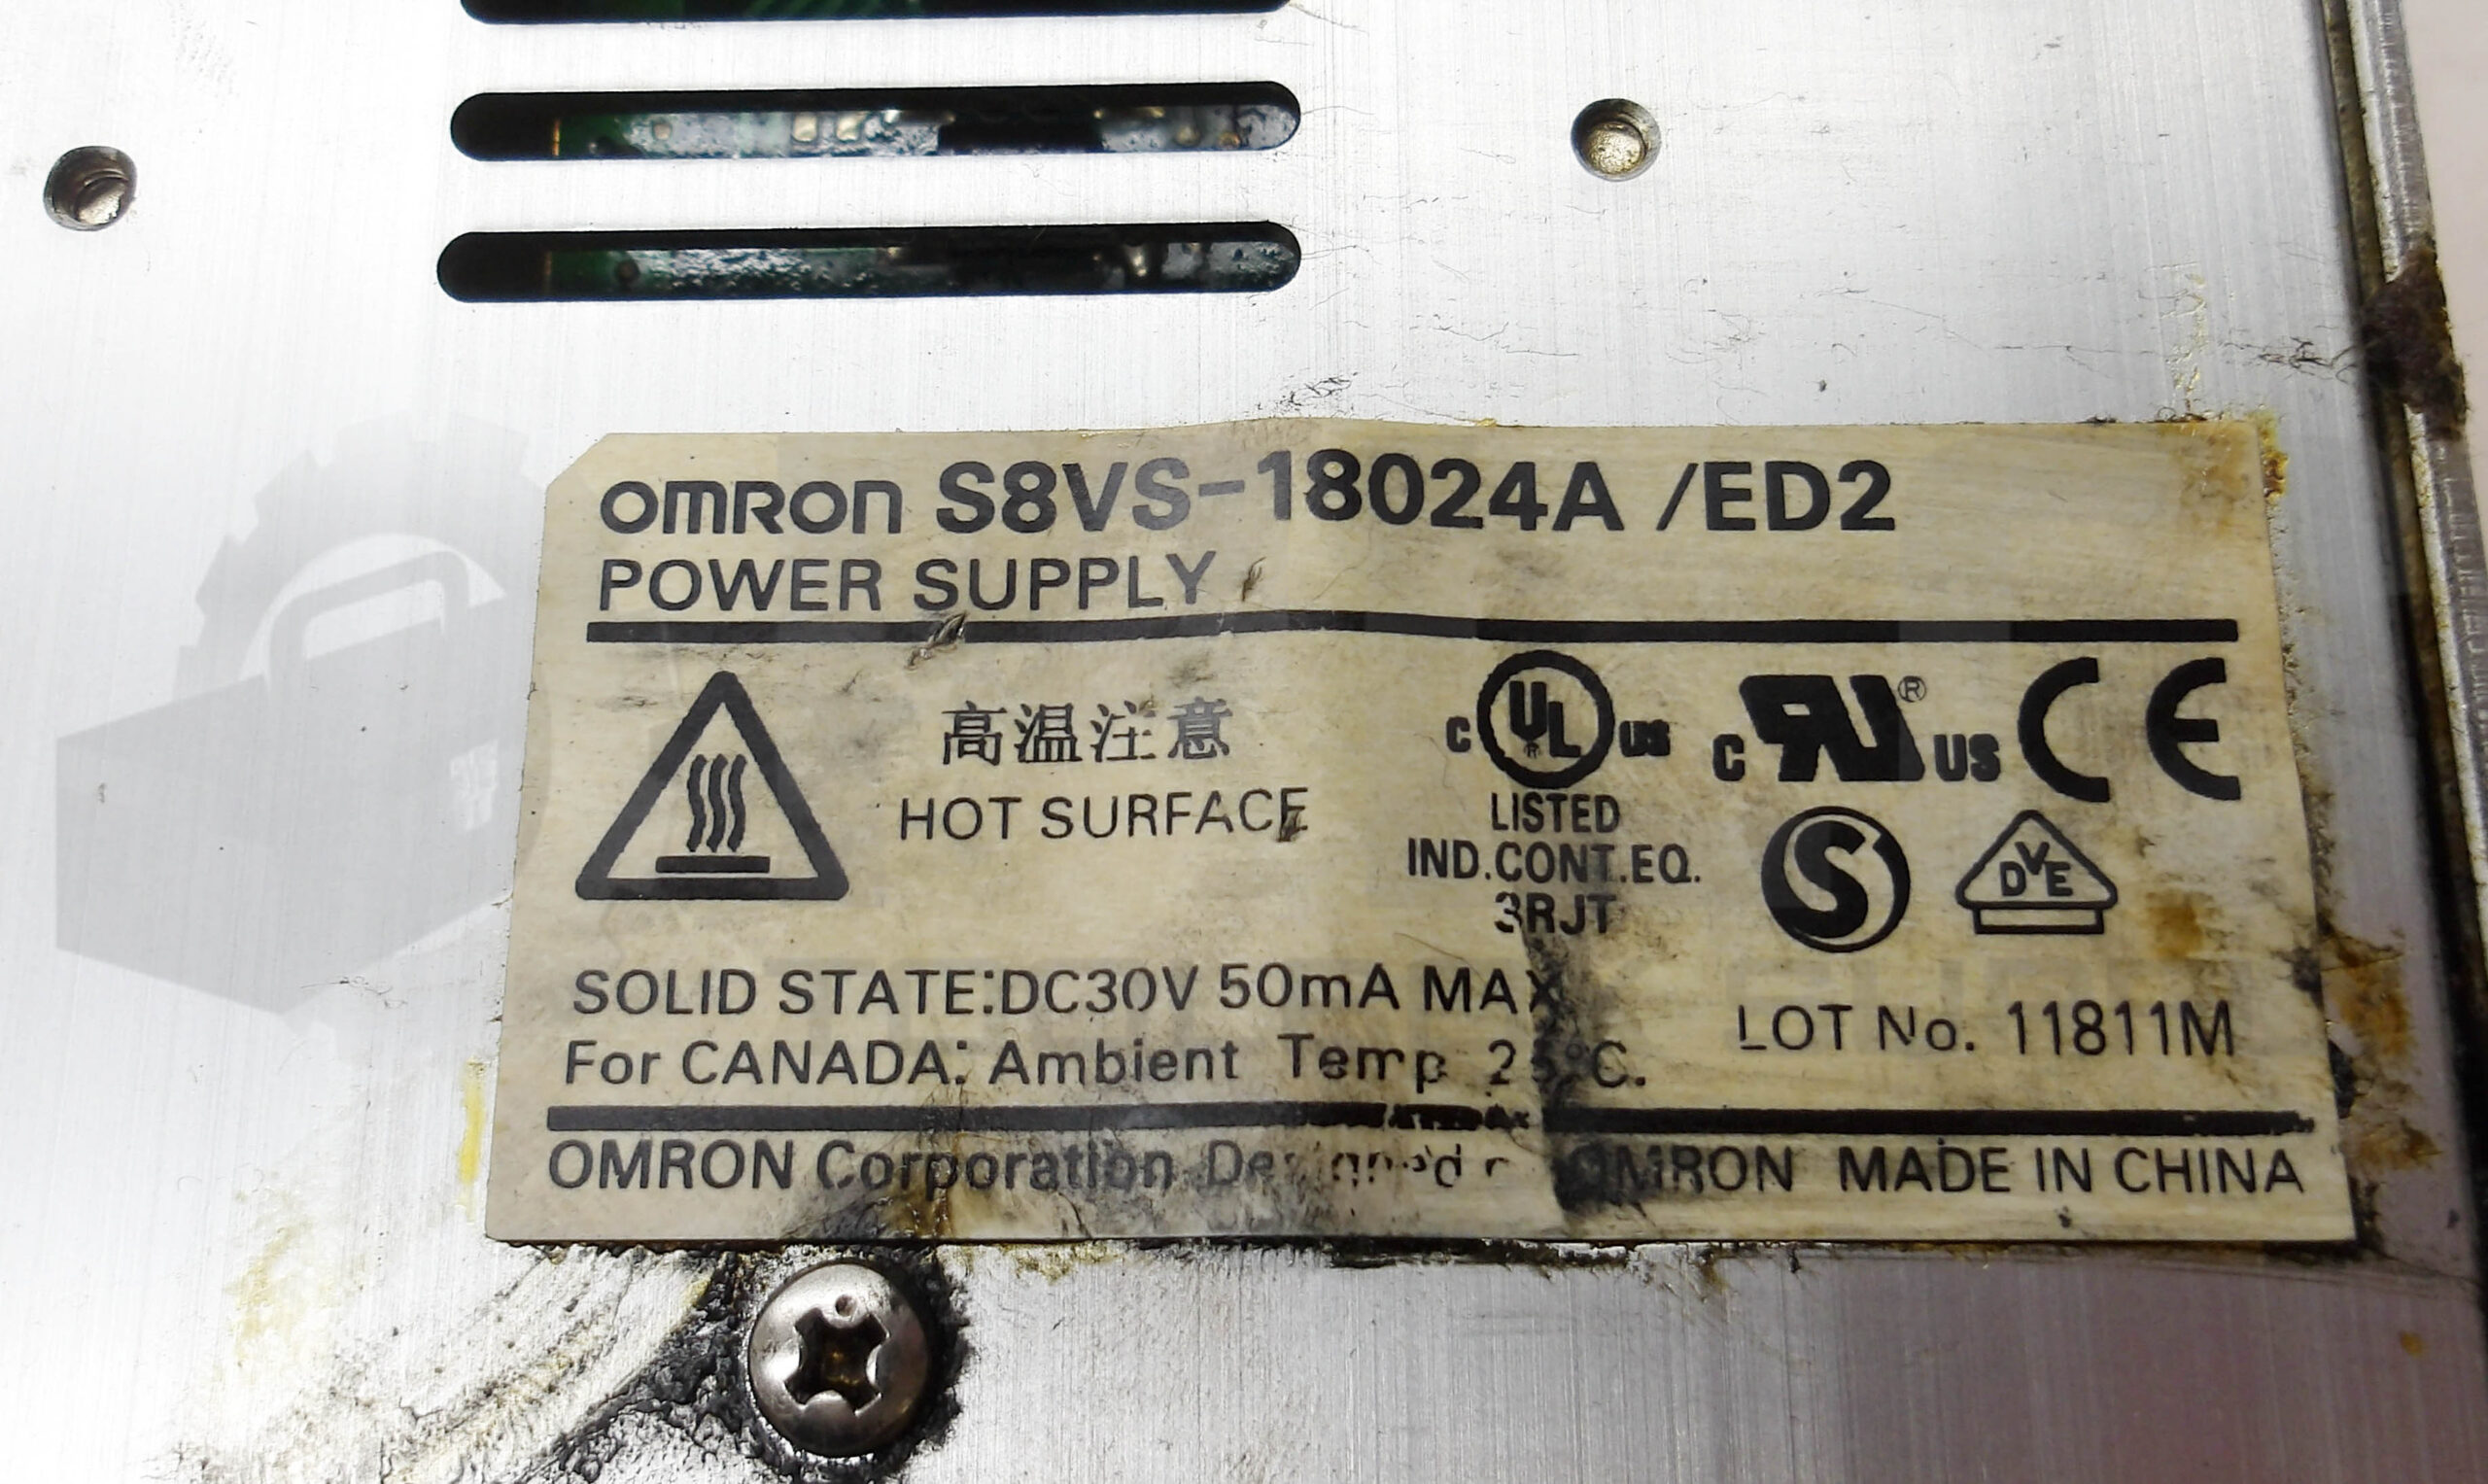 OMRON S8VS-18024A /ED2
POWER SUPPLY
高温注意
HOT SURFACE
C UL US
C RU® US CE
LISTED
IND.CONT.EQ.
3RJT
S
DVE
SOLID STATE:DC30V 50mA MAX
LOT No. 11811M
For CANADA: Ambient Temp °C.
OMRON Corporation OMRON MADE IN CHINA